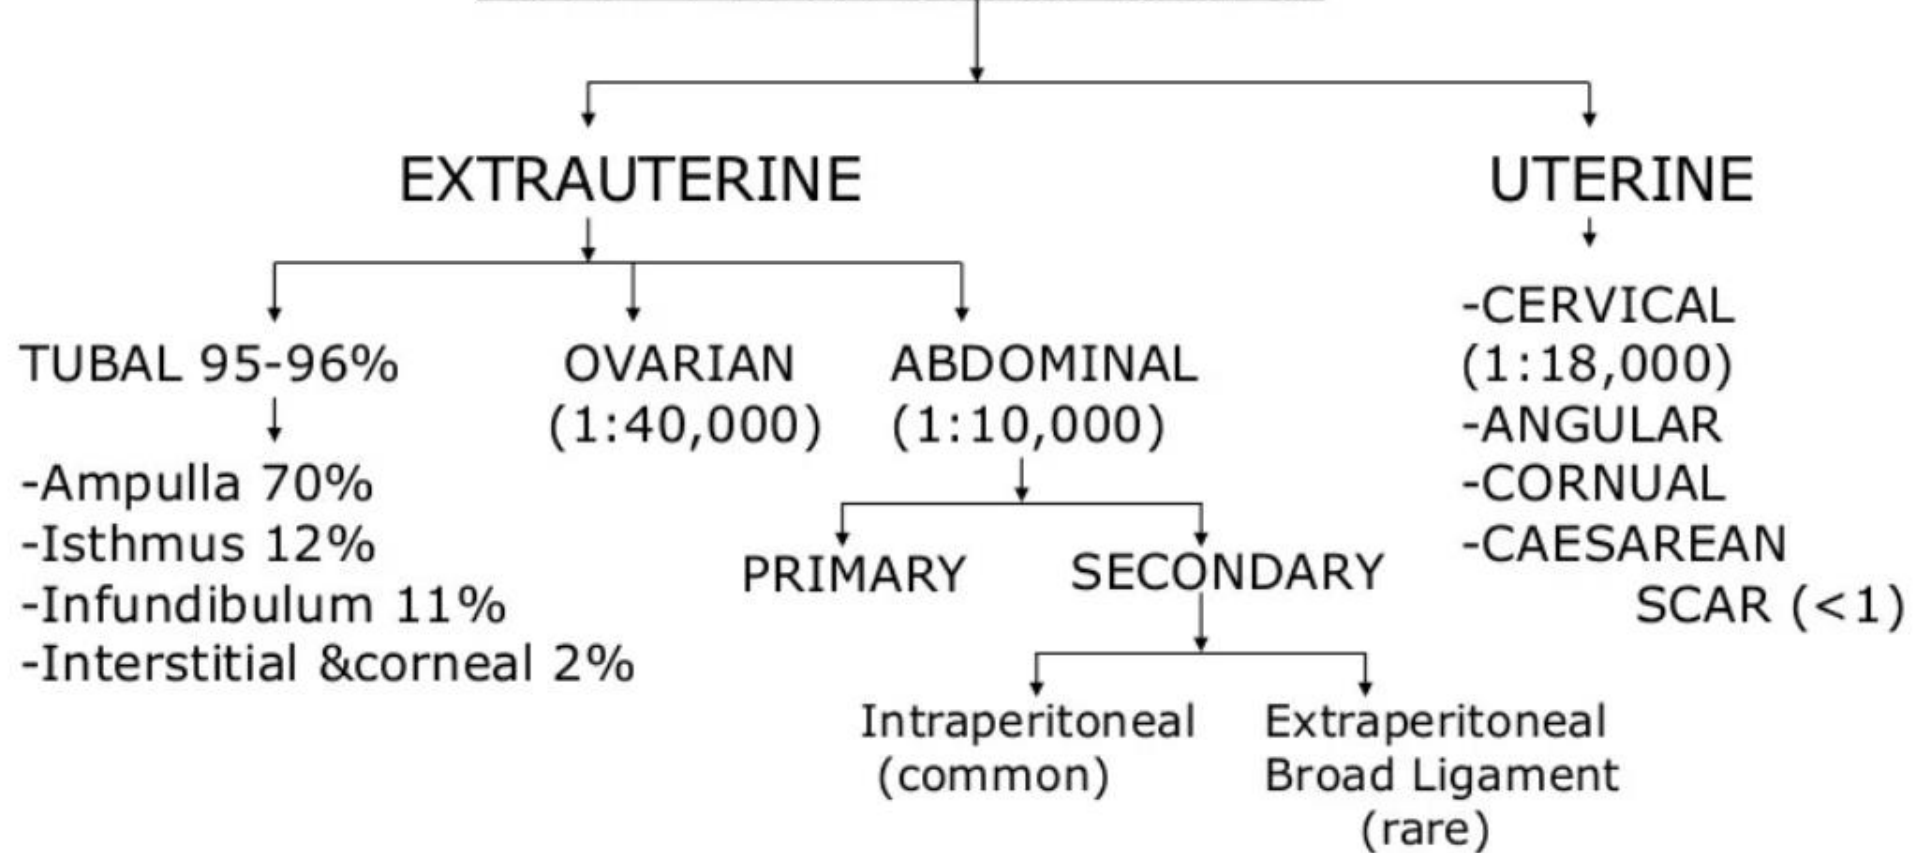 EXTRAUTERINE
UTERINE
TUBAL 95-96%
-Ampulla 70%
-Isthmus 12%
-Infundibulum 11%
-Interstitial &corneal 2%
OVARIAN
(1:40,000)
ABDOMINAL
(1:10,000)
PRIMARY
SECONDARY
Intraperitoneal
(common)
Extraperitoneal
Broad Ligament
(rare)
-CERVICAL
(1:18,000)
-ANGULAR
-CORNUAL
-CAESAREAN
SCAR (<1)